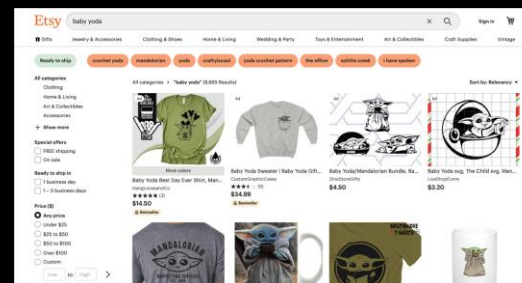 Etsy
baby yoda
Sign in
Gifts
Jewelry & Accessories
Clothing & Shoes
Home & Living
Wedding & Party
Toys & Entertainment
Art & Collectibles
Craft Supplies
Vintage
Ready to ship
crochet yoda
mandalorian
yoda
craftybscool
yoda crochet pattern
the office
schitts creek
i have spoken
All categories
Clothing
Home & Living
Art & Collectibles
Accessories
+ Show more
Special offers
FREE shipping
On sale
Ready to ship in
1 business day
1 – 3 business days
Price ($)
Any price
Under $25
$25 to $50
$50 to $100
Over $100
Custom
Low to High
All categories > "baby yoda"
Sort by: Relevancy
More colors
Baby Yoda Best Day Ever Shirt, Man...
$14.50
Bestseller
Baby Yoda Sweater | Baby Yoda Gift...
$34.99
Bestseller
Baby Yoda/Mandalorian Bundle, Ba...
$4.50
Baby Yoda svg, The Child svg, Man...
$3.20
MANDALORIAN